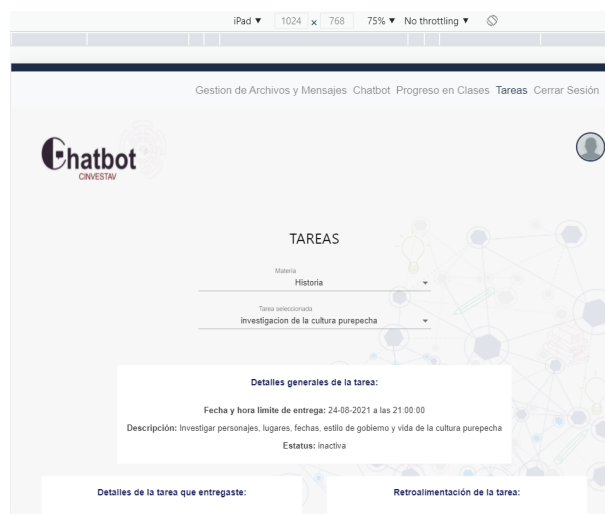 iPad ▼ 1024 x 768 75% ▼ No throttling ▼
Gestion de Archivos y Mensajes Chatbot Progreso en Clases Tareas Cerrar Sesión
Chatbot
CINVESTAV
TAREAS
Materia
Historia
Tarea seleccionada
investigacion de la cultura purepecha
Detalles generales de la tarea:
Fecha y hora limite de entrega: 24-08-2021 a las 21:00:00
Descripción: Investigar personajes, lugares, fechas, estilo de gobierno y vida de la cultura purepecha
Estatus: inactiva
Detalles de la tarea que entregaste:
Retroalimentación de la tarea: